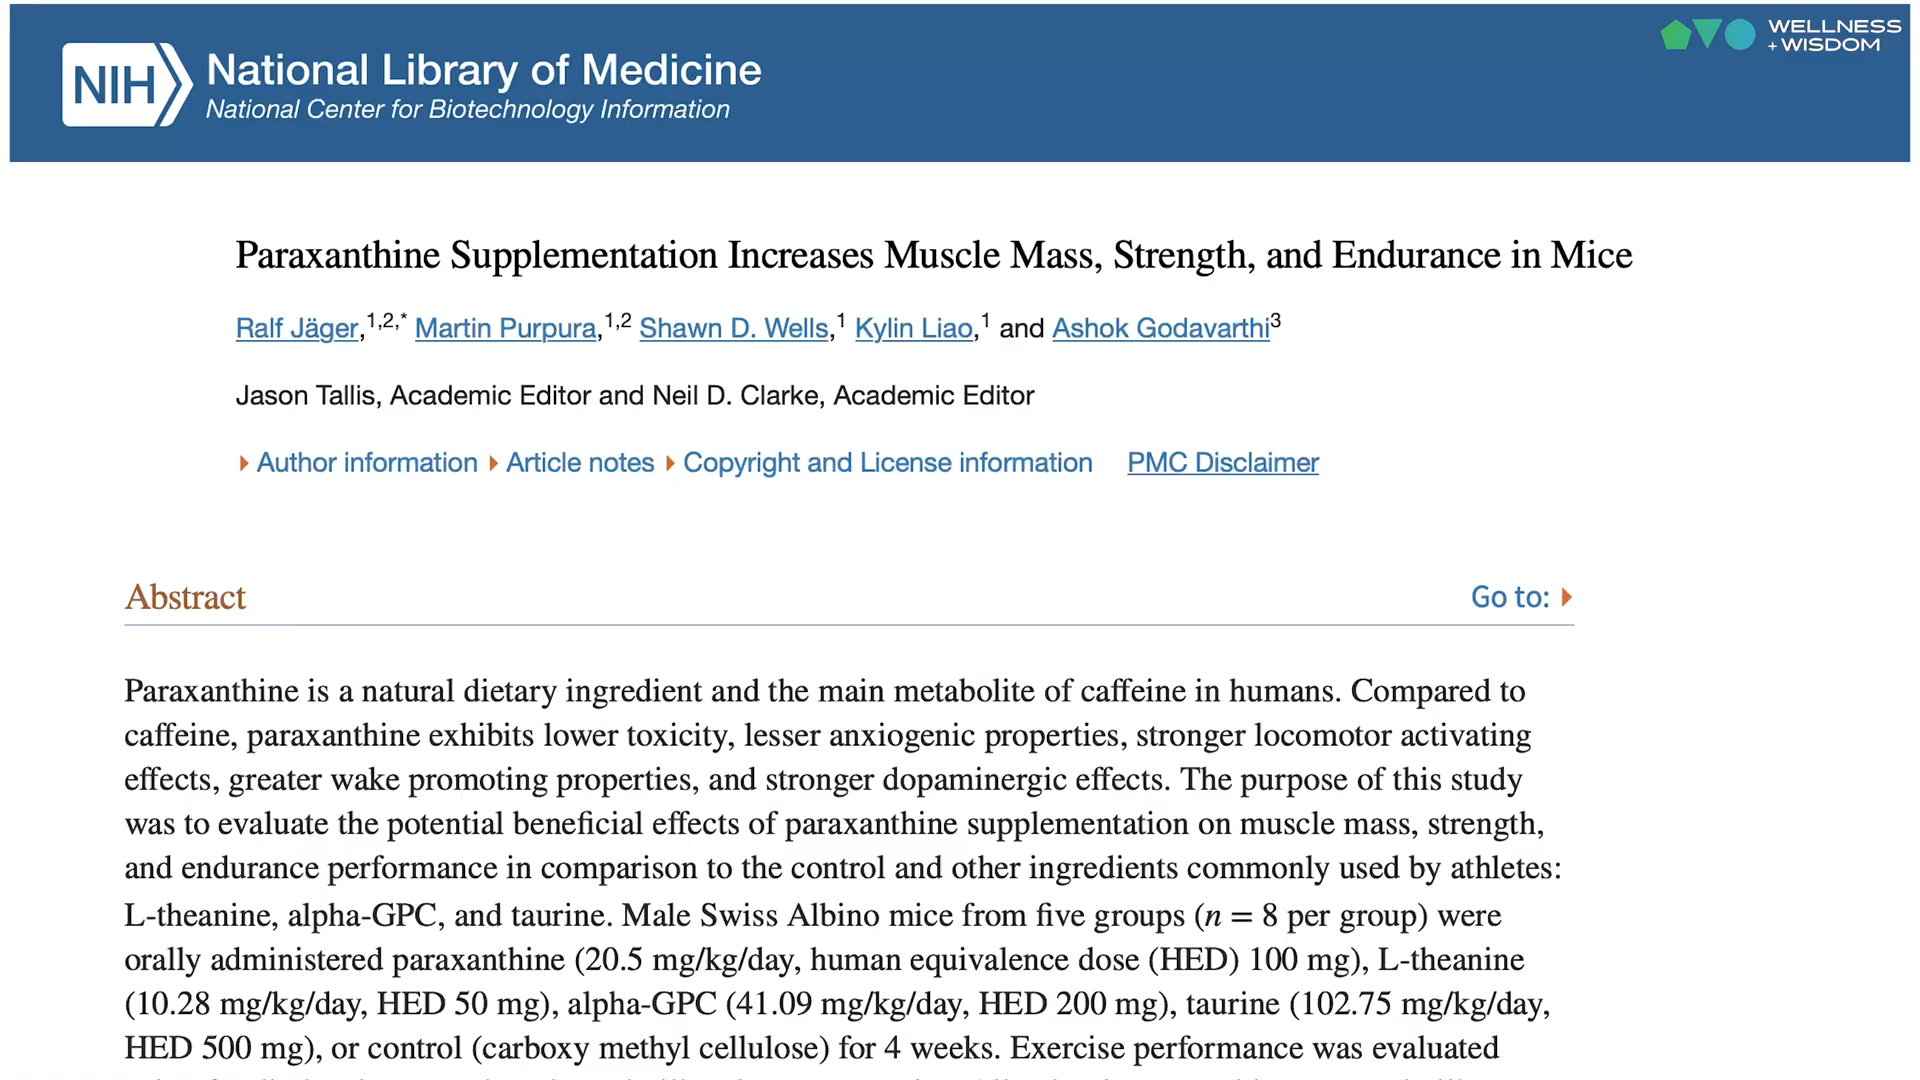 WELLNESS
+ WISDOM
NIH
National Library of Medicine
National Center for Biotechnology Information
Paraxanthine Supplementation Increases Muscle Mass, Strength, and Endurance in Mice
Ralf Jäger,1,2,* Martin Purpura,1,2 Shawn D. Wells,1 Kylin Liao,1 and Ashok Godavarthi3
Jason Tallis, Academic Editor and Neil D. Clarke, Academic Editor
Author information Article notes Copyright and License information PMC Disclaimer
Abstract
Go to:
Paraxanthine is a natural dietary ingredient and the main metabolite of caffeine in humans. Compared to
caffeine, paraxanthine exhibits lower toxicity, lesser anxiogenic properties, stronger locomotor activating
effects, greater wake promoting properties, and stronger dopaminergic effects. The purpose of this study
was to evaluate the potential beneficial effects of paraxanthine supplementation on muscle mass, strength,
and endurance performance in comparison to the control and other ingredients commonly used by athletes:
L-theanine, alpha-GPC, and taurine. Male Swiss Albino mice from five groups (n = 8 per group) were
orally administered paraxanthine (20.5 mg/kg/day, human equivalence dose (HED) 100 mg), L-theanine
(10.28 mg/kg/day, HED 50 mg), alpha-GPC (41.09 mg/kg/day, HED 200 mg), taurine (102.75 mg/kg/day,
HED 500 mg), or control (carboxy methyl cellulose) for 4 weeks. Exercise performance was evaluated